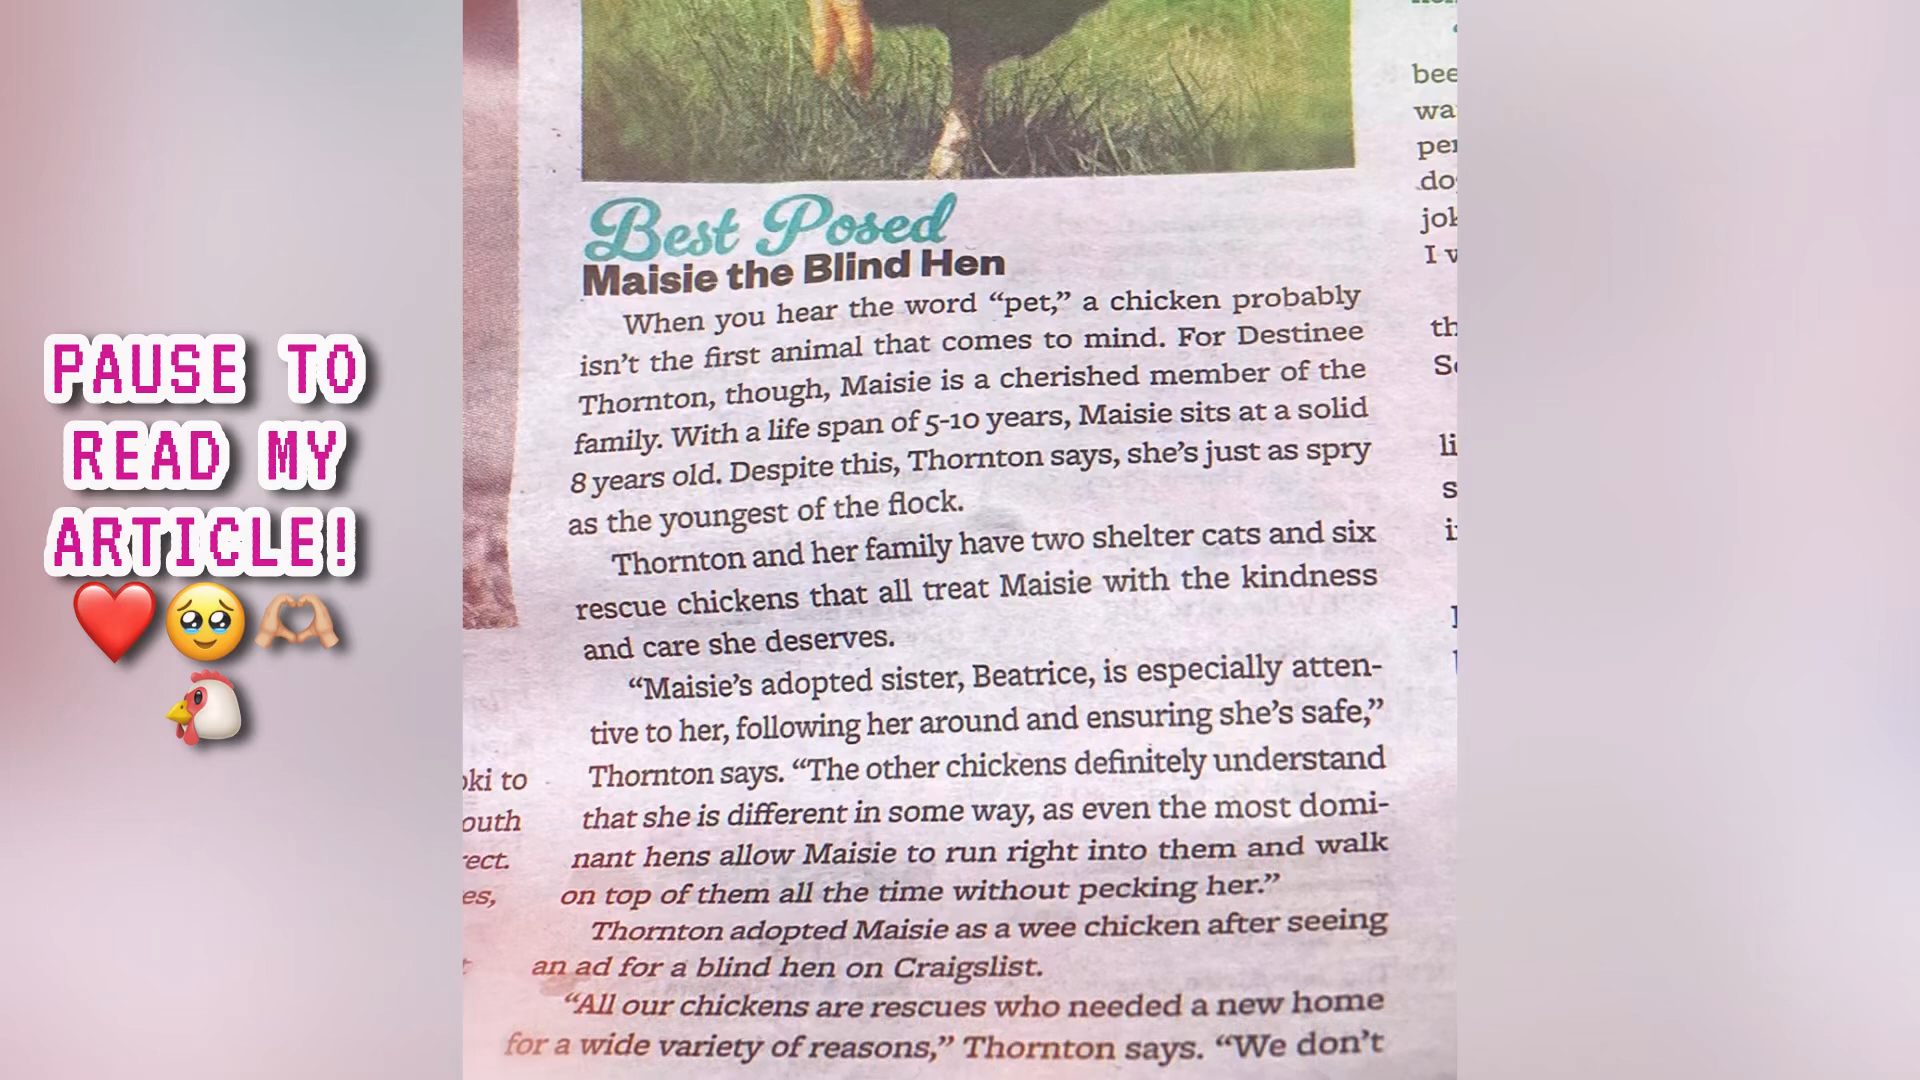 PAUSE TO
READ MY
ARTICLE!
Best Posed
Maisie the Blind Hen
When you hear the word “pet,” a chicken probably
isn’t the first animal that comes to mind. For Destinee
Thornton, though, Maisie is a cherished member of the
family. With a life span of 5-10 years, Maisie sits at a solid
8 years old. Despite this, Thornton says, she’s just as spry
as the youngest of the flock.
Thornton and her family have two shelter cats and six
rescue chickens that all treat Maisie with the kindness
and care she deserves.
“Maisie’s adopted sister, Beatrice, is especially atten-
tive to her, following her around and ensuring she’s safe,”
Thornton says. “The other chickens definitely understand
that she is different in some way, as even the most domi-
nant hens allow Maisie to run right into them and walk
on top of them all the time without pecking her.”
Thornton adopted Maisie as a wee chicken after seeing
an ad for a blind hen on Craigslist.
“All our chickens are rescues who needed a new home
for a wide variety of reasons,” Thornton says. “We don’t